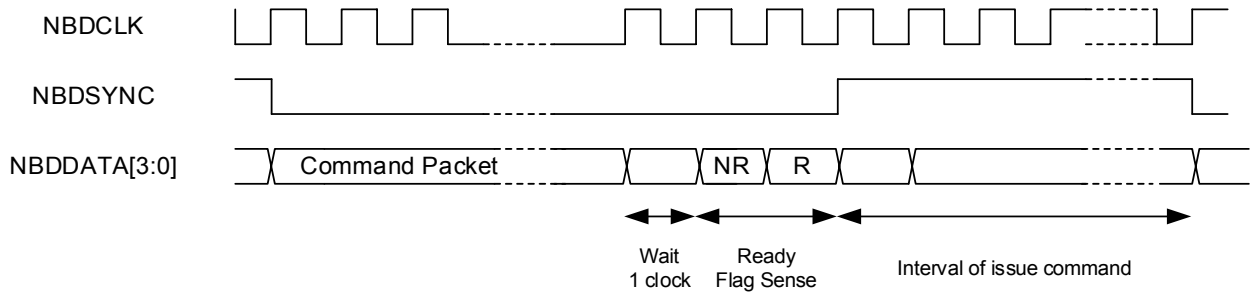 NBDCLK
NBDSYNC
NBDDATA[3:0]
Command Packet
NR
R
Wait
1 clock
Ready
Flag Sense
Interval of issue command